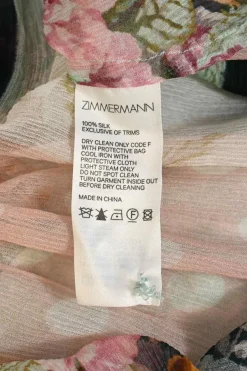 ZIMMERMANN
100% SILK
EXCLUSIVE OF TRIMS
DRY CLEAN ONLY CODE F
WITH PROTECTIVE BAG
COOL IRON WITH
PROTECTIVE CLOTH
LIGHT STEAM ONLY
DO NOT SPOT CLEAN
TURN GARMENT INSIDE OUT
BEFORE DRY CLEANING
MADE IN CHINA